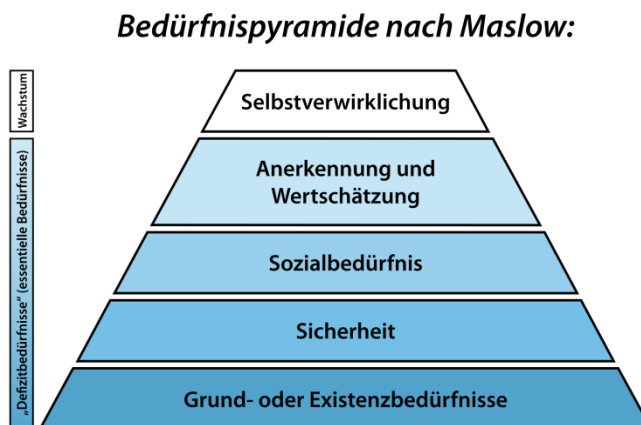 Bedürfnispyramide nach Maslow:
Wachstum
Selbstverwirklichung
„Defizitbedürfnisse“ (essentielle Bedürfnisse)
Anerkennung und
Wertschätzung
Sozialbedürfnis
Sicherheit
Grund- oder Existenzbedürfnisse